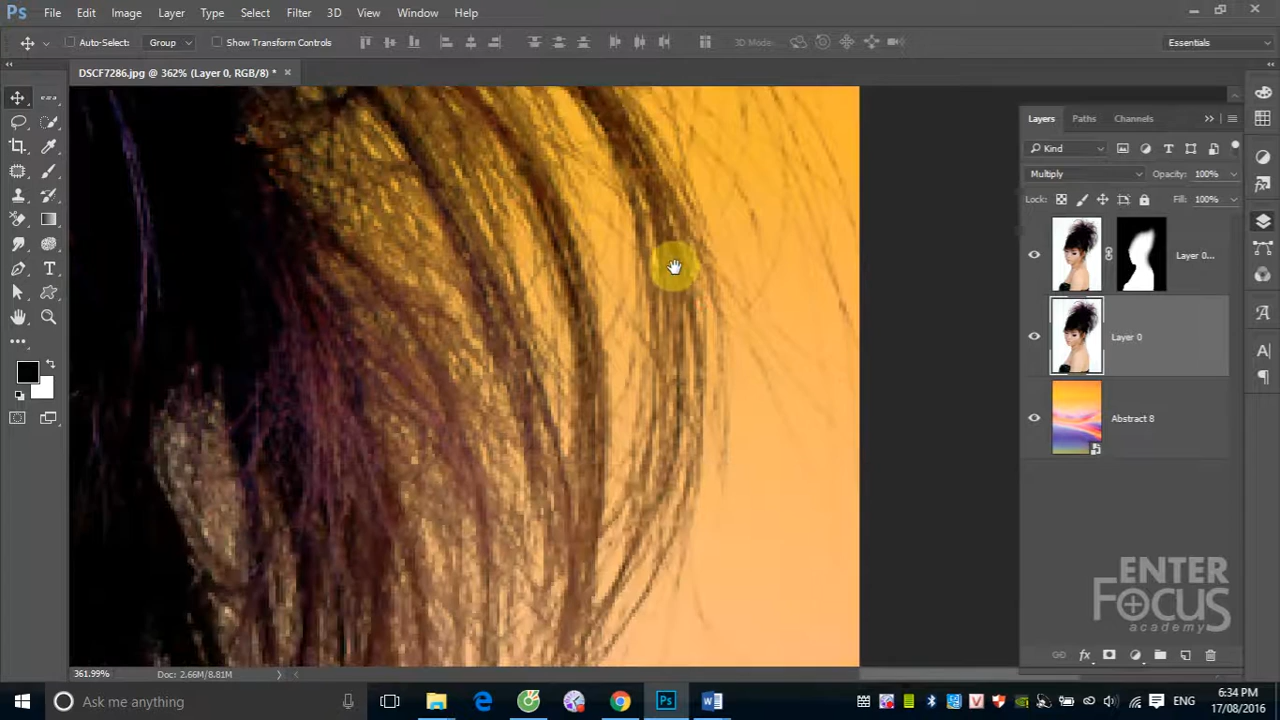 Ps File Edit Image Layer Type Select Filter 3D View Window Help
Auto-Select: Group Show Transform Controls 3D Mode: Essentials
DSCF7286.jpg @ 362% (Layer 0, RGB/8) *
Layers Paths Channels
Kind
Multiply Opacity: 100%
Lock: Fill: 100%
Layer 0...
Layer 0
Abstract 8
ENTER
FOCUS
academy
fx
361.99% Doc: 2.66M/8.81M
Ask me anything
Ps
ENG
6:34 PM
17/08/2016